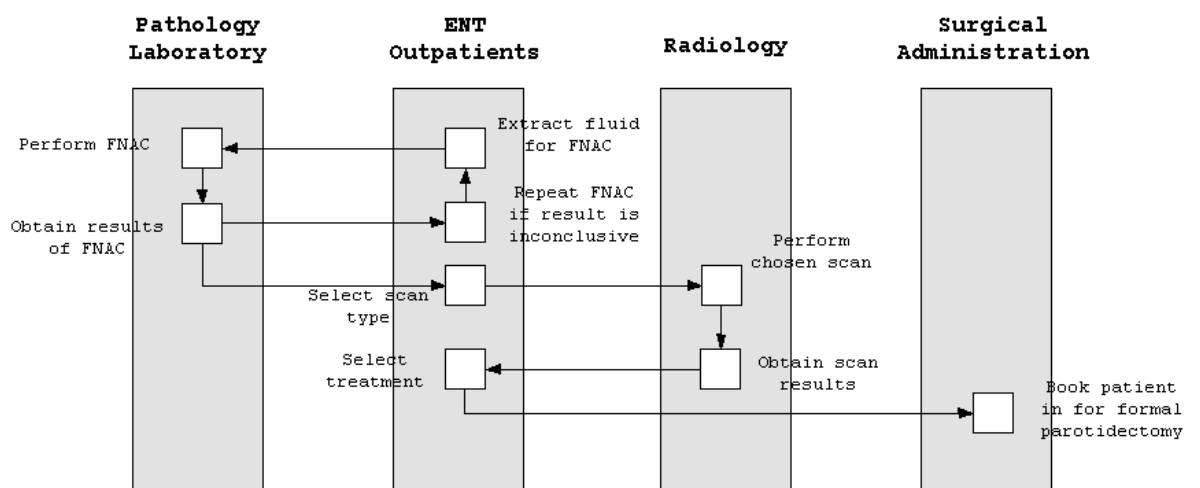 Pathology
Laboratory
ENT
Outpatients
Radiology
Surgical
Administration
Perform FNAC
Extract fluid
for FNAC
Obtain results
of FNAC
Repeat FNAC
if result is
inconclusive
Select scan
type
Perform
chosen scan
Select
treatment
Obtain scan
results
Book patient
in for formal
parotidectomy